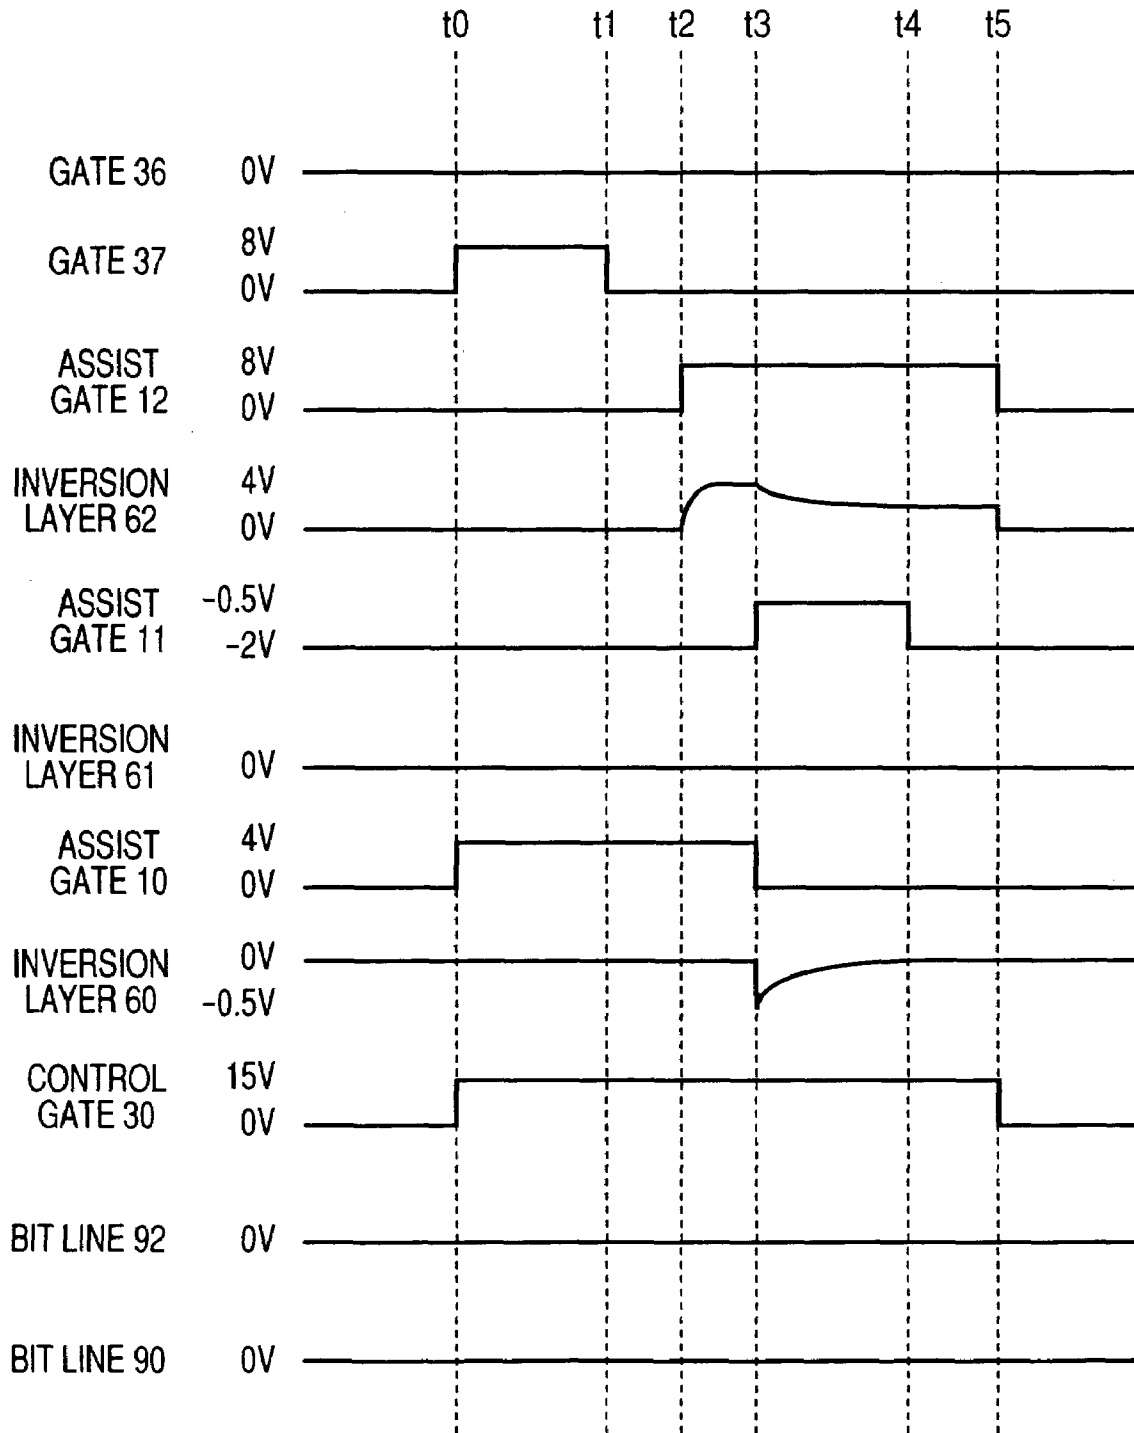 t0 t1 t2 t3 t4 t5
GATE 36 0V
GATE 37 8V
0V
ASSIST 8V
GATE 12 0V
INVERSION 4V
LAYER 62 0V
ASSIST -0.5V
GATE 11 -2V
INVERSION
LAYER 61 0V
ASSIST 4V
GATE 10 0V
INVERSION 0V
LAYER 60 -0.5V
CONTROL 15V
GATE 30 0V
BIT LINE 92 0V
BIT LINE 90 0V